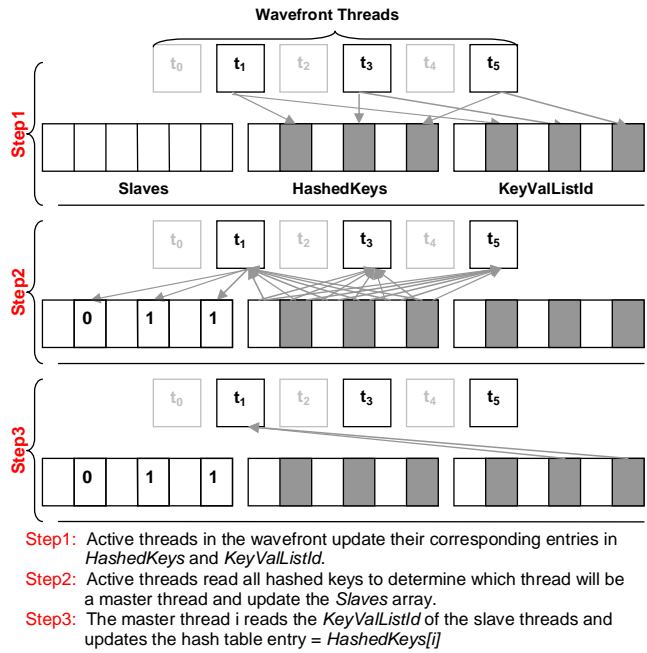 Wavefront Threads
t0 t1 t2 t3 t4 t5
Step1
Slaves HashedKeys KeyValListId
t0 t1 t2 t3 t4 t5
Step2
0 1 1
t0 t1 t2 t3 t4 t5
Step3
0 1 1
Step1: Active threads in the wavefront update their corresponding entries in
HashedKeys and KeyValListId.
Step2: Active threads read all hashed keys to determine which thread will be
a master thread and update the Slaves array.
Step3: The master thread i reads the KeyValListId of the slave threads and
updates the hash table entry = HashedKeys[i]